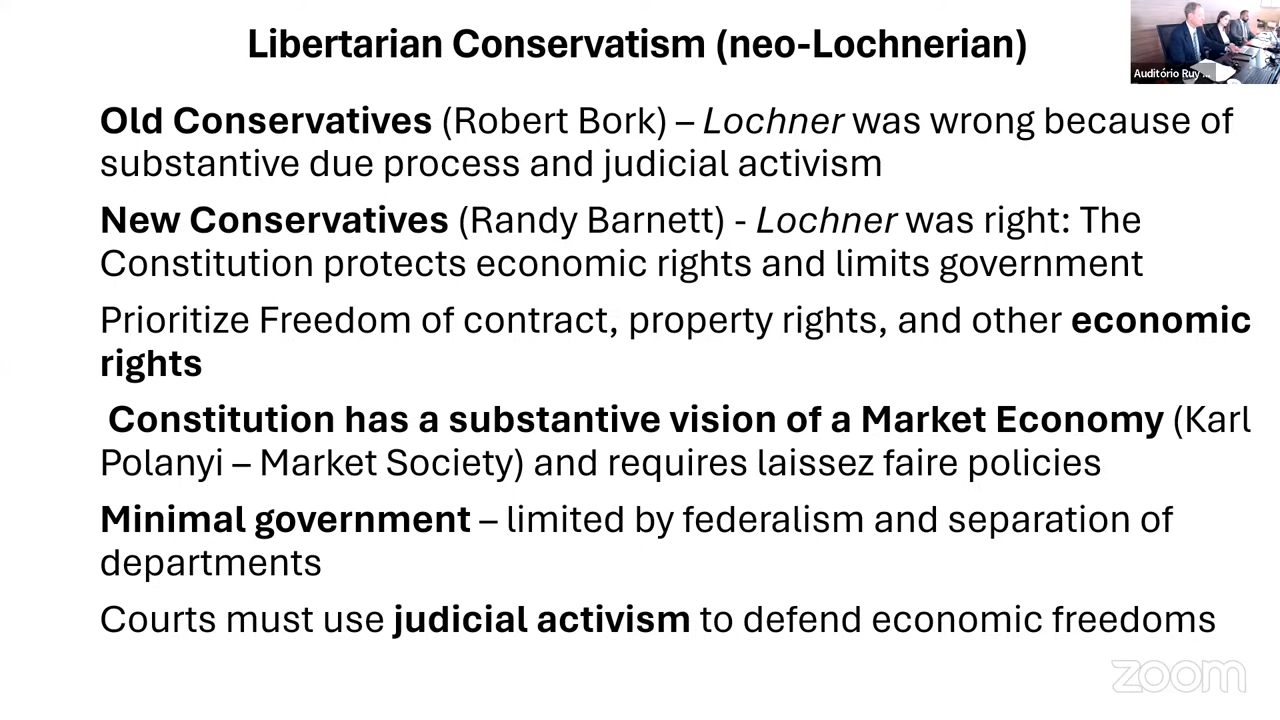 Libertarian Conservatism (neo-Lochnerian)
Auditório Ruy ...
Old Conservatives (Robert Bork) – Lochner was wrong because of
substantive due process and judicial activism
New Conservatives (Randy Barnett) - Lochner was right: The
Constitution protects economic rights and limits government
Prioritize Freedom of contract, property rights, and other economic
rights
Constitution has a substantive vision of a Market Economy (Karl
Polanyi – Market Society) and requires laissez faire policies
Minimal government – limited by federalism and separation of
departments
Courts must use judicial activism to defend economic freedoms
zoom